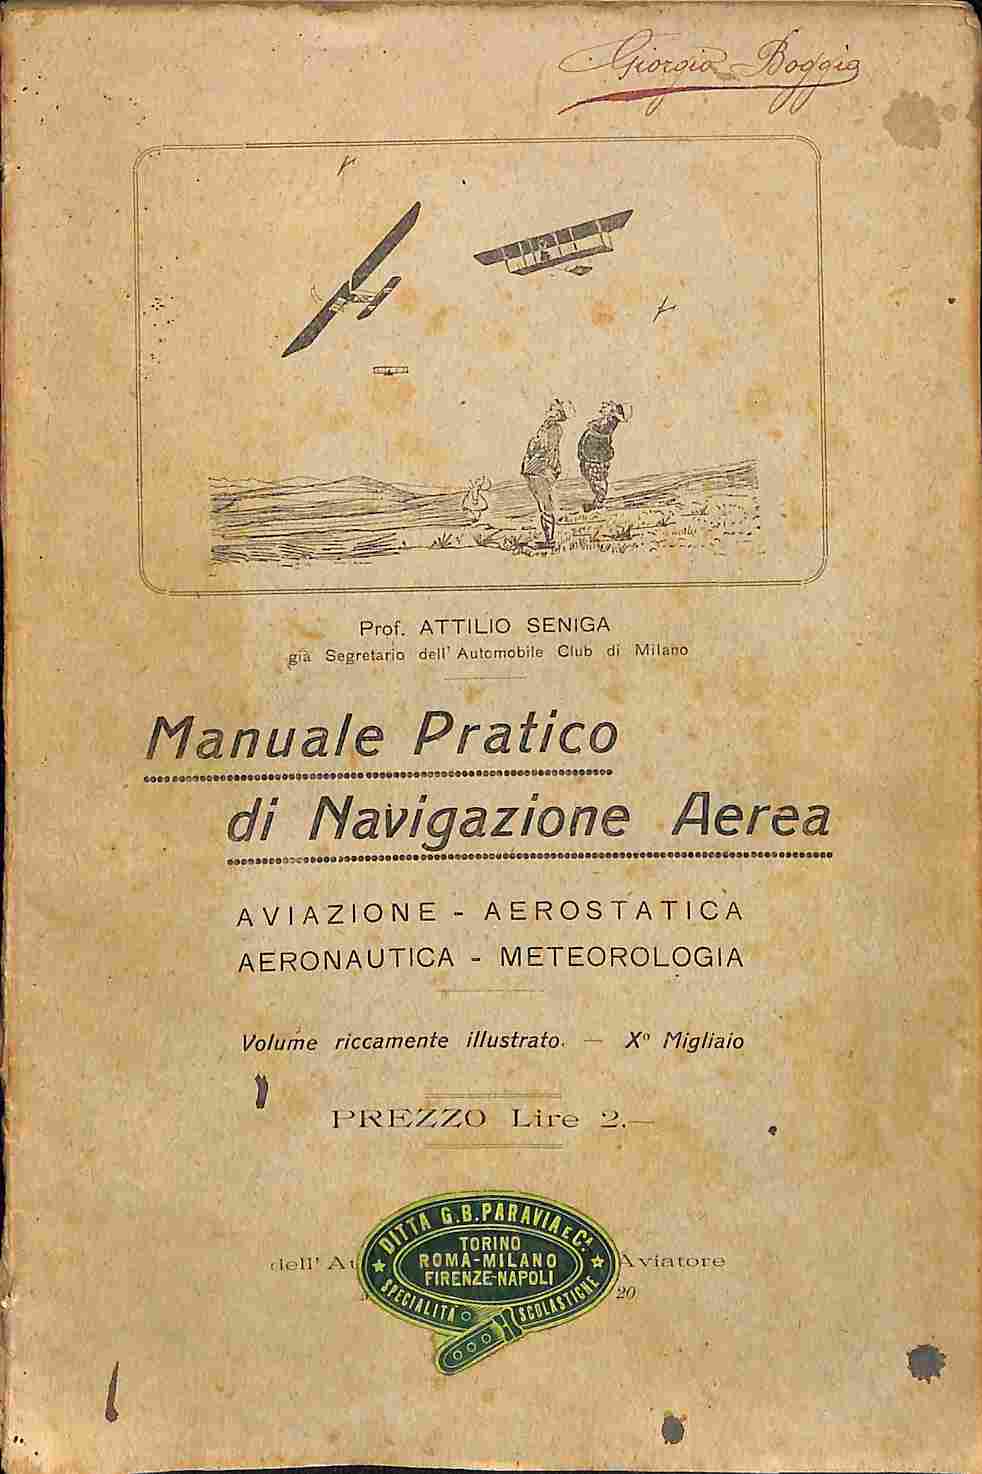 Giorgio Boggio
Prof. ATTILIO SENIGA
già Segretario dell' Automobile Club di Milano
Manuale Pratico
di Navigazione Aerea
AVIAZIONE - AEROSTATICA
AERONAUTICA - METEOROLOGIA
Volume riccamente illustrato. — Xº Migliaio
PREZZO Lire 2.—
DITTA G.B. PARAVIA E C.ª
TORINO
ROMA-MILANO
FIRENZE-NAPOLI
SPECIALITÀ SCOLASTICHE
dell' Au Aviatore
20